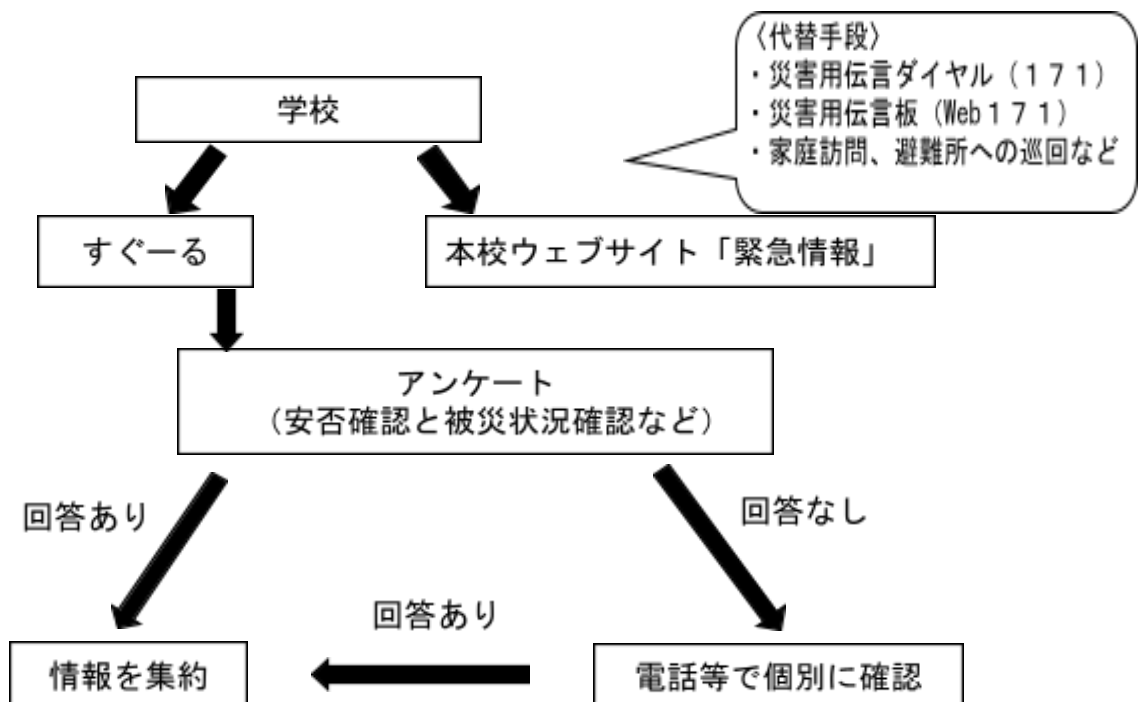 〈代替手段〉
・災害用伝言ダイヤル(171)
・災害用伝言板(Web171)
・家庭訪問、避難所への巡回など
学校
すぐーる
本校ウェブサイト「緊急情報」
アンケート
(安否確認と被災状況確認など)
回答あり
回答なし
回答あり
情報を集約
電話等で個別に確認